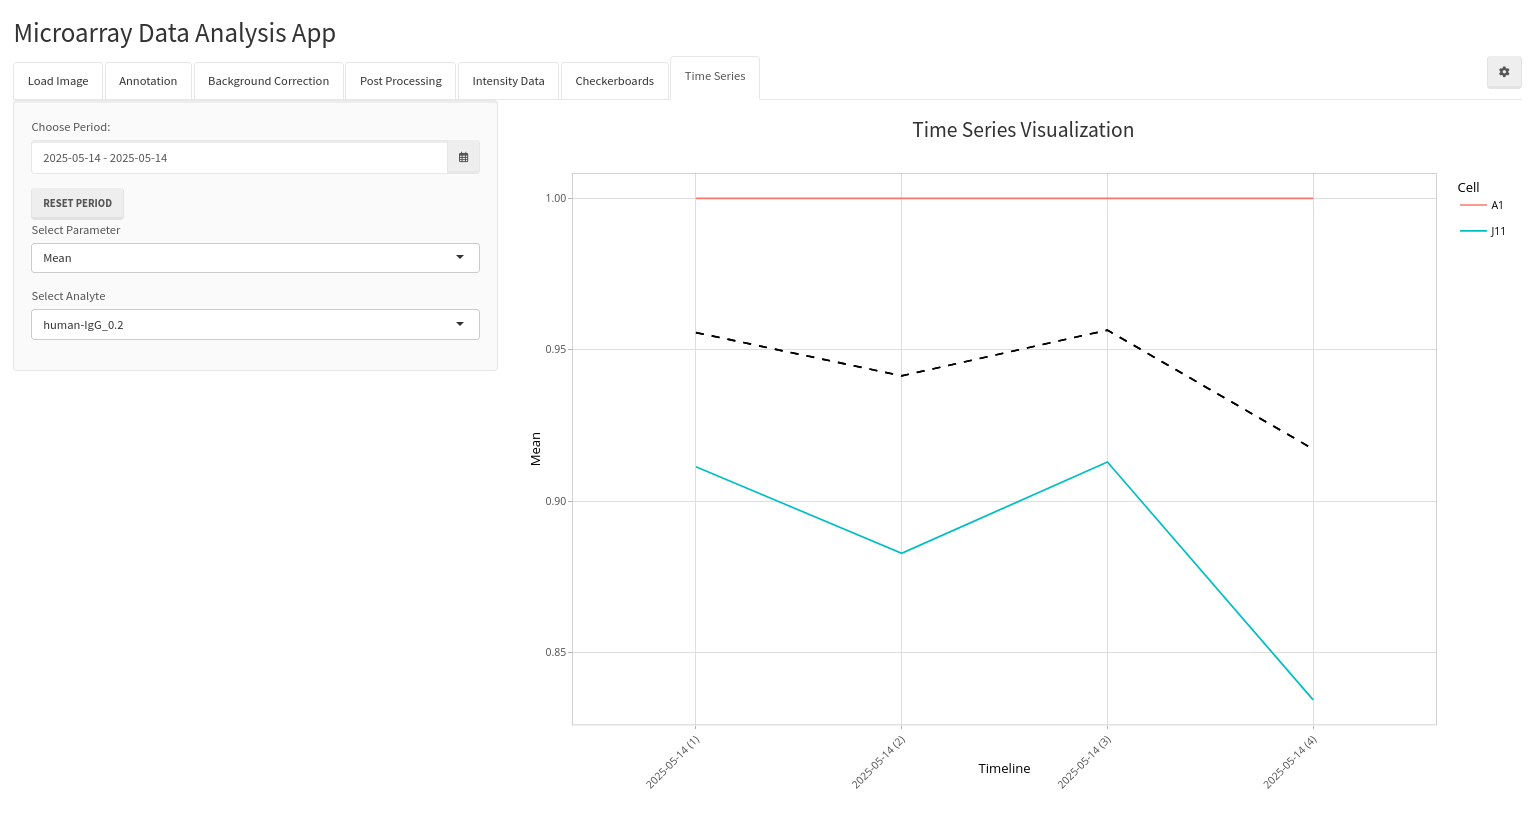 Microarray Data Analysis App
Load Image
Annotation
Background Correction
Post Processing
Intensity Data
Checkerboards
Time Series
Choose Period:
2025-05-14 - 2025-05-14
RESET PERIOD
Select Parameter
Mean
Select Analyte
human-IgG_0.2
Time Series Visualization
1.00
0.95
0.90
0.85
Mean
2025-05-14 (1)
2025-05-14 (2)
2025-05-14 (3)
2025-05-14 (4)
Timeline
Cell
A1
J11